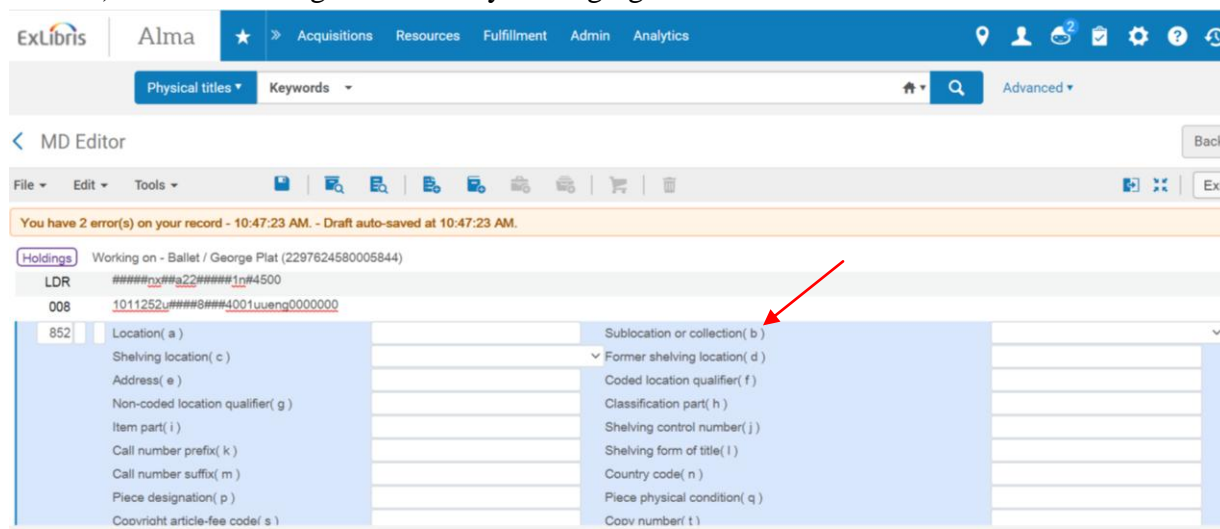 ExLibris Alma Acquisitions Resources Fulfillment Admin Analytics 2
Physical titles Keywords Advanced
MD Editor Back
File Edit Tools Ex
You have 2 error(s) on your record - 10:47:23 AM. - Draft auto-saved at 10:47:23 AM.
Holdings Working on - Ballet / George Plat (2297624580005844)
LDR #####nx##a22#####1n#4500
008 1011252u####8###4001uueng0000000
852 Location( a ) Sublocation or collection( b )
Shelving location( c ) Former shelving location( d )
Address( e ) Coded location qualifier( f )
Non-coded location qualifier( g ) Classification part( h )
Item part( i ) Shelving control number( j )
Call number prefix( k ) Shelving form of title( l )
Call number suffix( m ) Country code( n )
Piece designation( p ) Piece physical condition( q )
Copyright article-fee code( s ) Copy number( t )